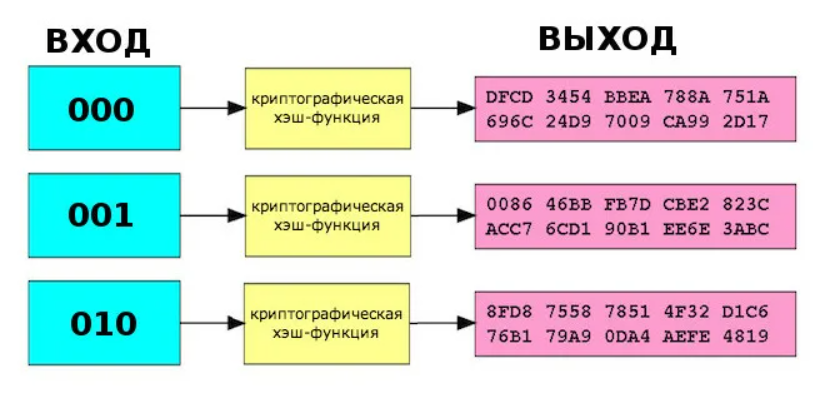 ВХОД
ВЫХОД
000
криптографическая
хэш-функция
DFCD 3454 BBEA 788A 751A
696C 24D9 7009 CA99 2D17
001
криптографическая
хэш-функция
0086 46BB FB7D CBE2 823C
ACC7 6CD1 90B1 EE6E 3ABC
010
криптографическая
хэш-функция
8FD8 7558 7851 4F32 D1C6
76B1 79A9 0DA4 AEFE 4819